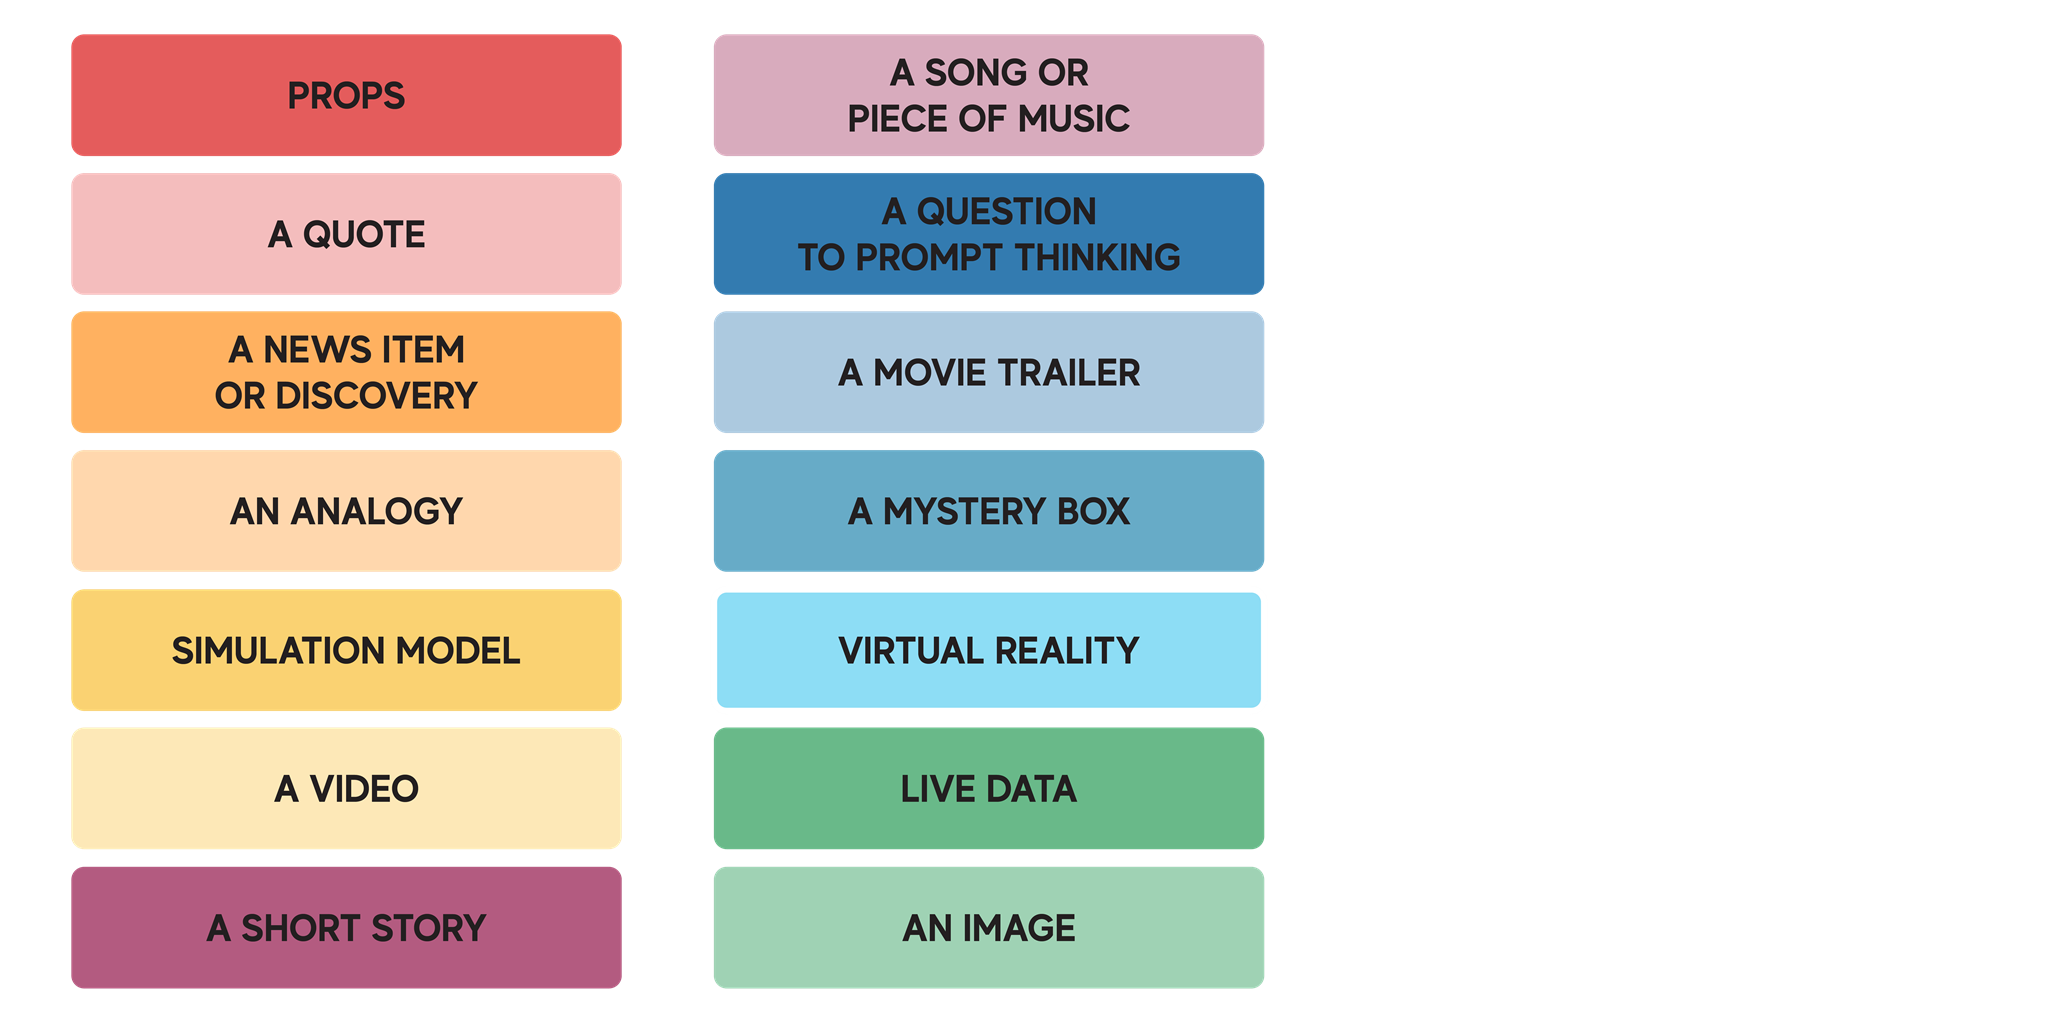 PROPS
A QUOTE
A NEWS ITEM
OR DISCOVERY
AN ANALOGY
SIMULATION MODEL
A VIDEO
A SHORT STORY
A SONG OR
PIECE OF MUSIC
A QUESTION
TO PROMPT THINKING
A MOVIE TRAILER
A MYSTERY BOX
VIRTUAL REALITY
LIVE DATA
AN IMAGE